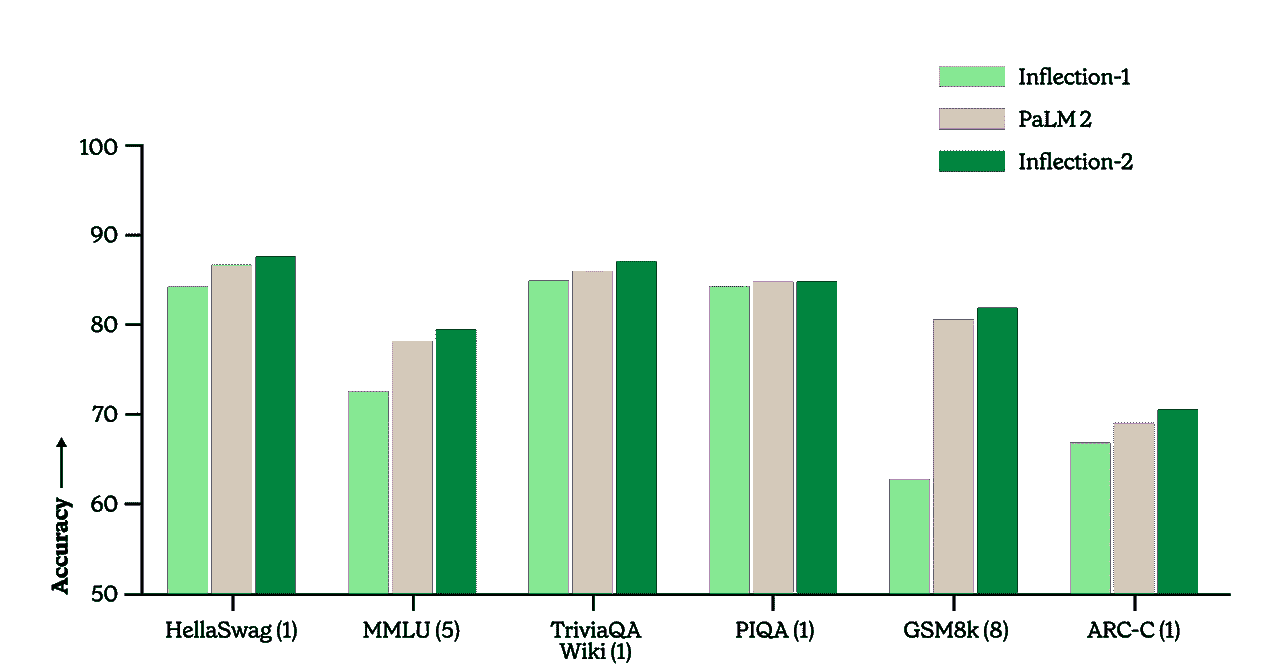 Inflection-1
PaLM 2
Inflection-2
100
90
80
70
60
50
Accuracy
HellaSwag (1)
MMLU (5)
TriviaQA
Wiki (1)
PIQA (1)
GSM8k (8)
ARC-C (1)